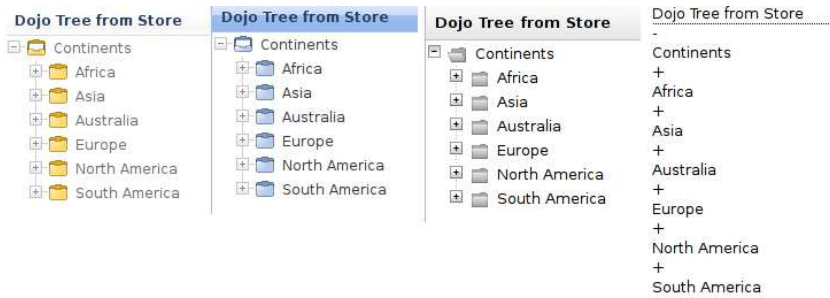 Dojo Tree from Store
Continents
Africa
Asia
Australia
Europe
North America
South America
Dojo Tree from Store
Continents
Africa
Asia
Australia
Europe
North America
South America
Dojo Tree from Store
Continents
Africa
Asia
Australia
Europe
North America
South America
Dojo Tree from Store
-
Continents
+
Africa
+
Asia
+
Australia
+
Europe
+
North America
+
South America